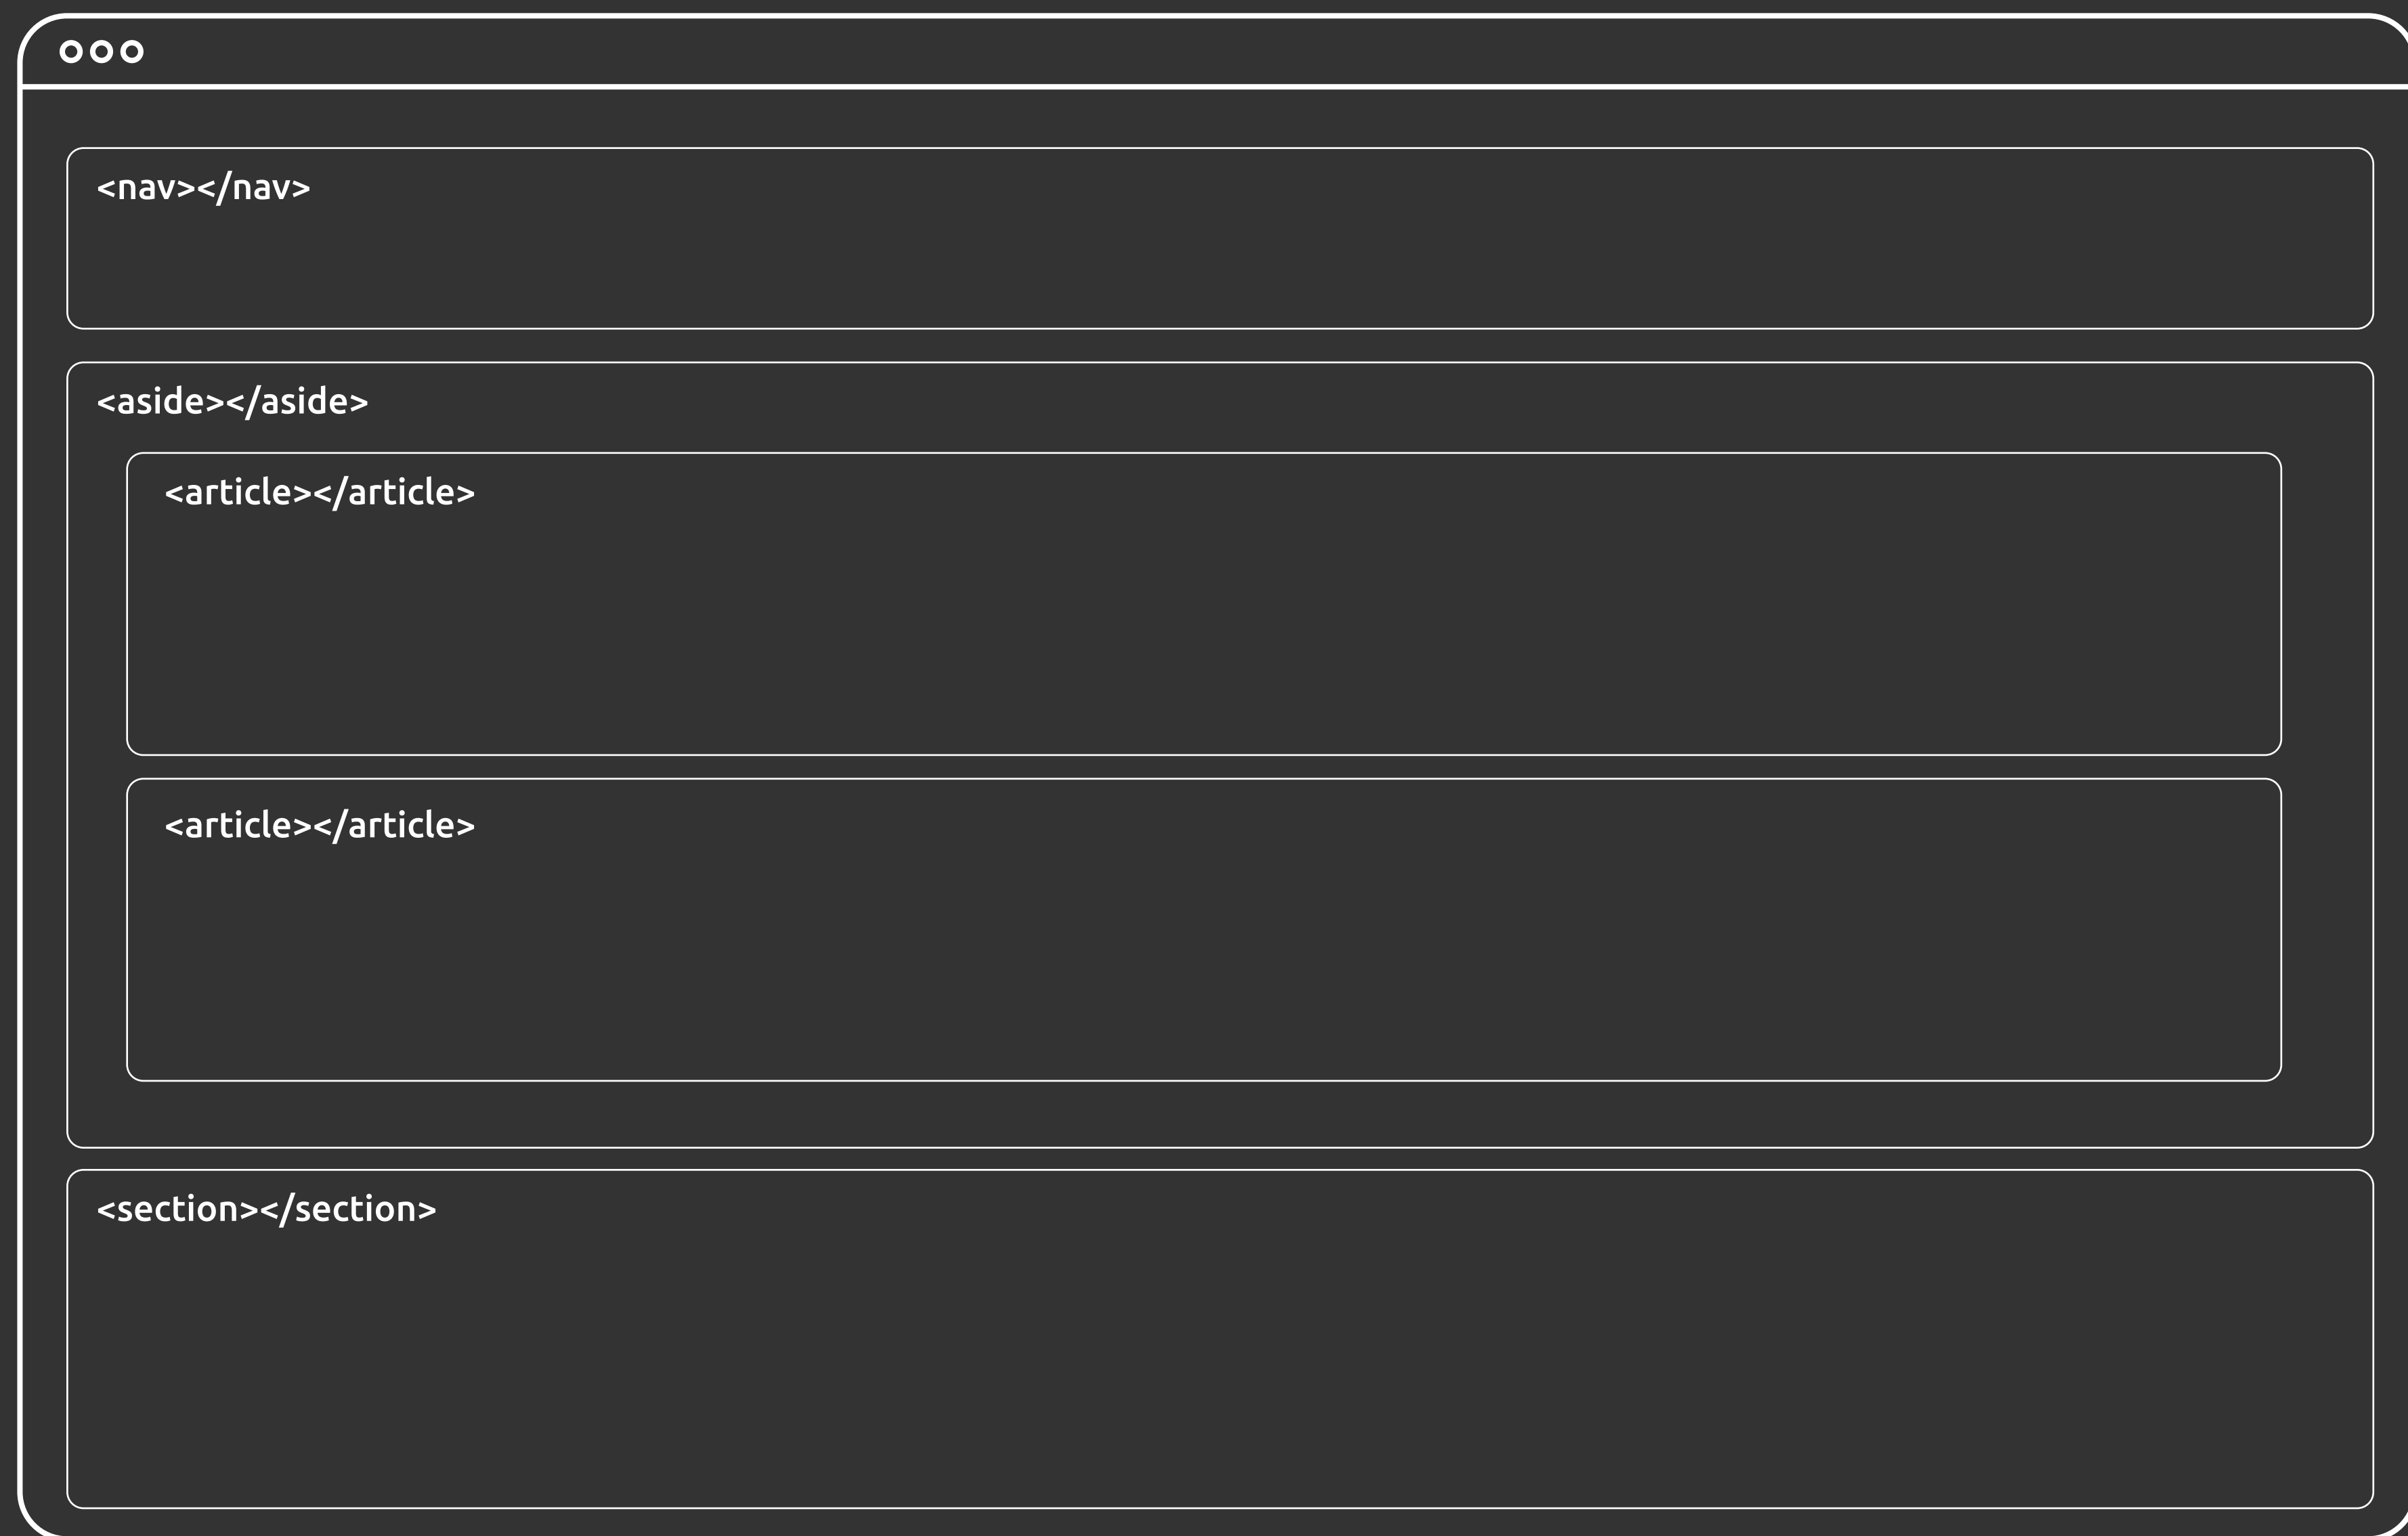 <nav></nav>
<aside></aside>
<article></article>
<article></article>
<section></section>